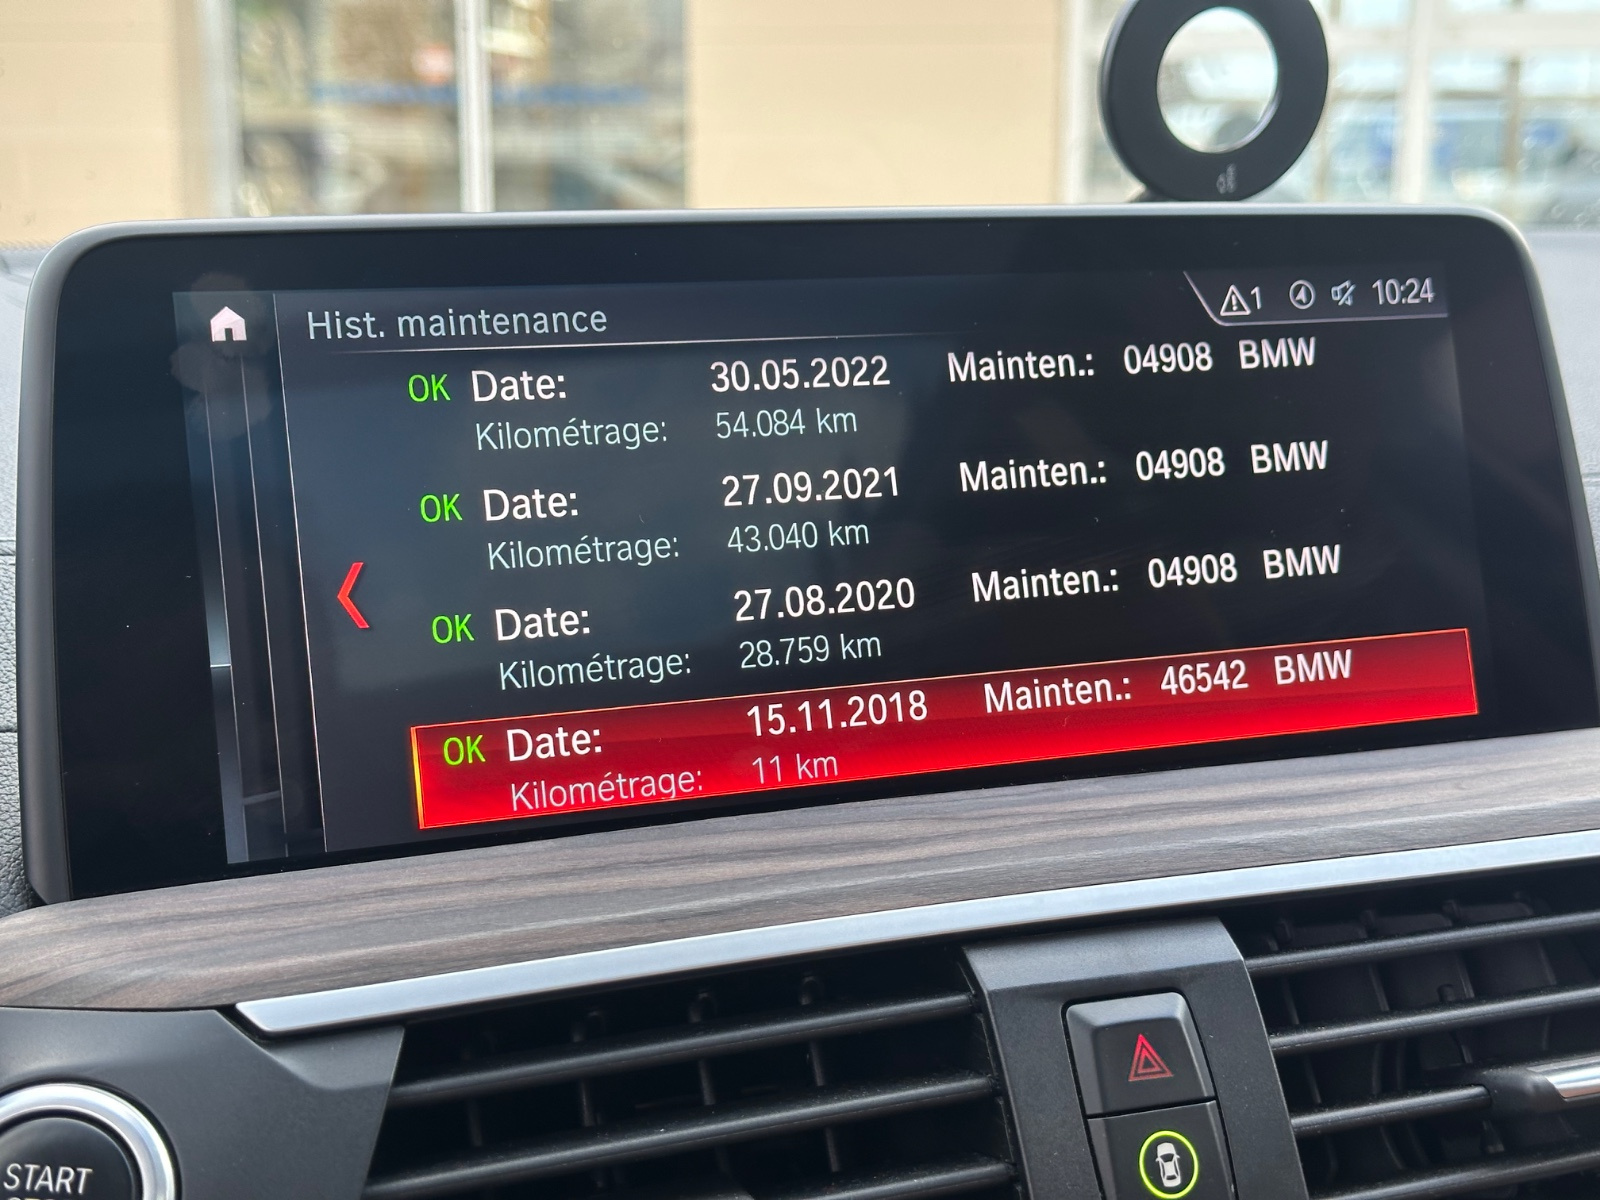 Hist. maintenance
1 10:24
OK Date: 30.05.2022 Mainten.: 04908 BMW
Kilométrage: 54.084 km
OK Date: 27.09.2021 Mainten.: 04908 BMW
Kilométrage: 43.040 km
OK Date: 27.08.2020 Mainten.: 04908 BMW
Kilométrage: 28.759 km
OK Date: 15.11.2018 Mainten.: 46542 BMW
Kilométrage: 11 km
START